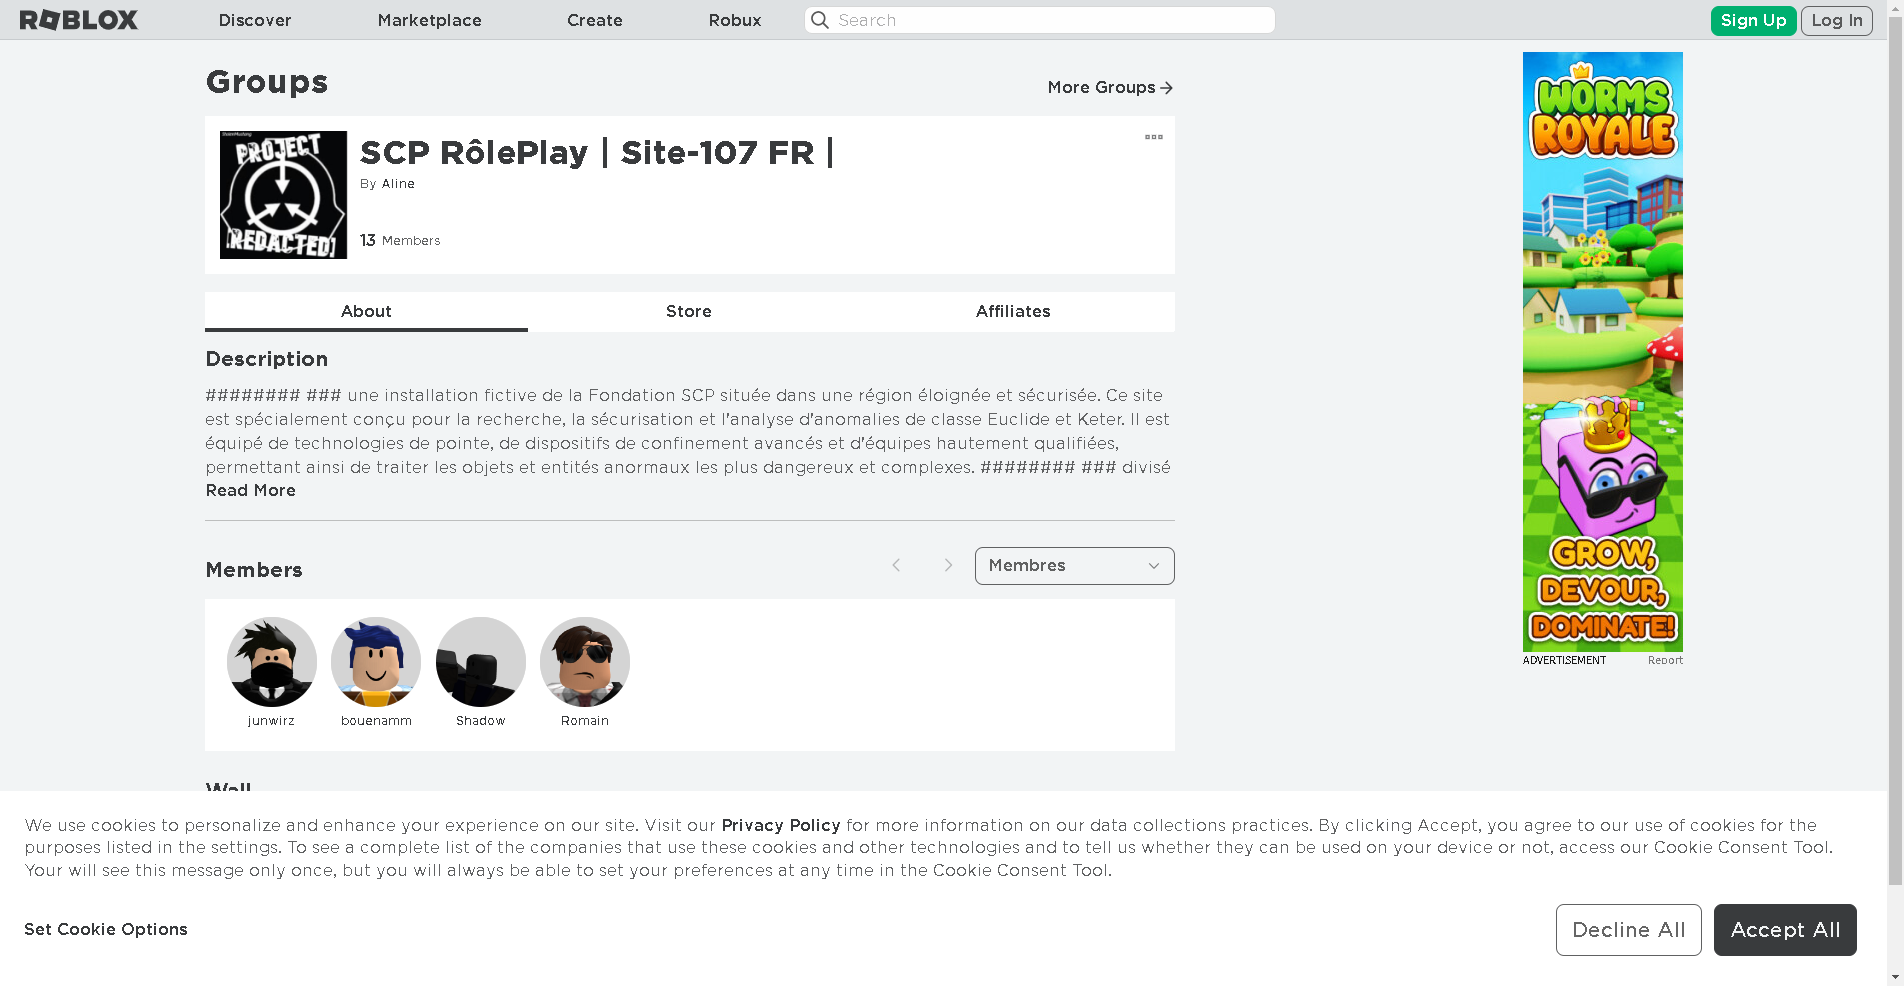 ROBLOX Discover Marketplace Create Robux Search Sign Up Log In
Groups
More Groups
PROJECT
[REDACTED]
SCP RôlePlay | Site-107 FR |
By Aline
13 Members
About Store Affiliates
Description
######## ### une installation fictive de la Fondation SCP située dans une région éloignée et sécurisée. Ce site
est spécialement conçu pour la recherche, la sécurisation et l'analyse d'anomalies de classe Euclide et Keter. Il est
équipé de technologies de pointe, de dispositifs de confinement avancés et d'équipes hautement qualifiées,
permettant ainsi de traiter les objets et entités anormaux les plus dangereux et complexes. ######## ### divisé
Read More
Members
Membres
junwirz bouenamm Shadow Romain
Wall
WORMS
ROYALE
GROW,
DEVOUR,
DOMINATE!
ADVERTISEMENT Report
We use cookies to personalize and enhance your experience on our site. Visit our Privacy Policy for more information on our data collections practices. By clicking Accept, you agree to our use of cookies for the
purposes listed in the settings. To see a complete list of the companies that use these cookies and other technologies and to tell us whether they can be used on your device or not, access our Cookie Consent Tool.
Your will see this message only once, but you will always be able to set your preferences at any time in the Cookie Consent Tool.
Set Cookie Options
Decline All Accept All